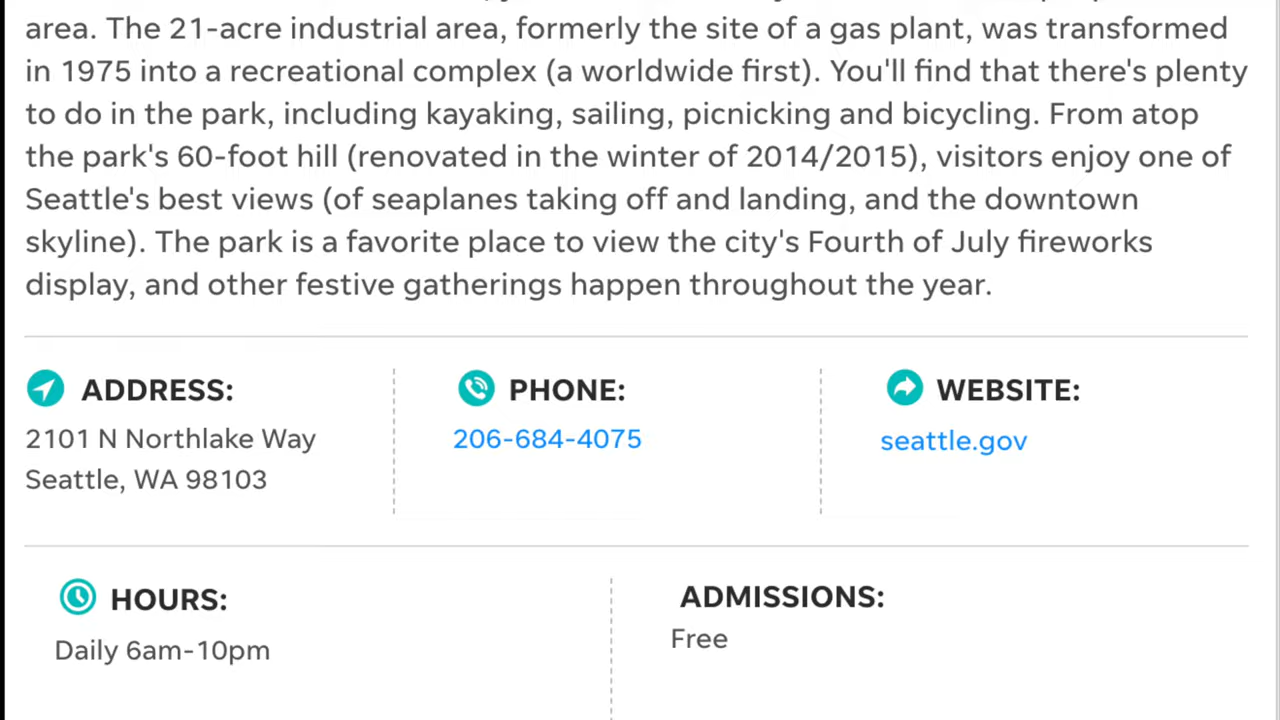 area. The 21-acre industrial area, formerly the site of a gas plant, was transformed
in 1975 into a recreational complex (a worldwide first). You'll find that there's plenty
to do in the park, including kayaking, sailing, picnicking and bicycling. From atop
the park's 60-foot hill (renovated in the winter of 2014/2015), visitors enjoy one of
Seattle's best views (of seaplanes taking off and landing, and the downtown
skyline). The park is a favorite place to view the city's Fourth of July fireworks
display, and other festive gatherings happen throughout the year.
ADDRESS:
2101 N Northlake Way
Seattle, WA 98103
PHONE:
206-684-4075
WEBSITE:
seattle.gov
HOURS:
Daily 6am-10pm
ADMISSIONS:
Free